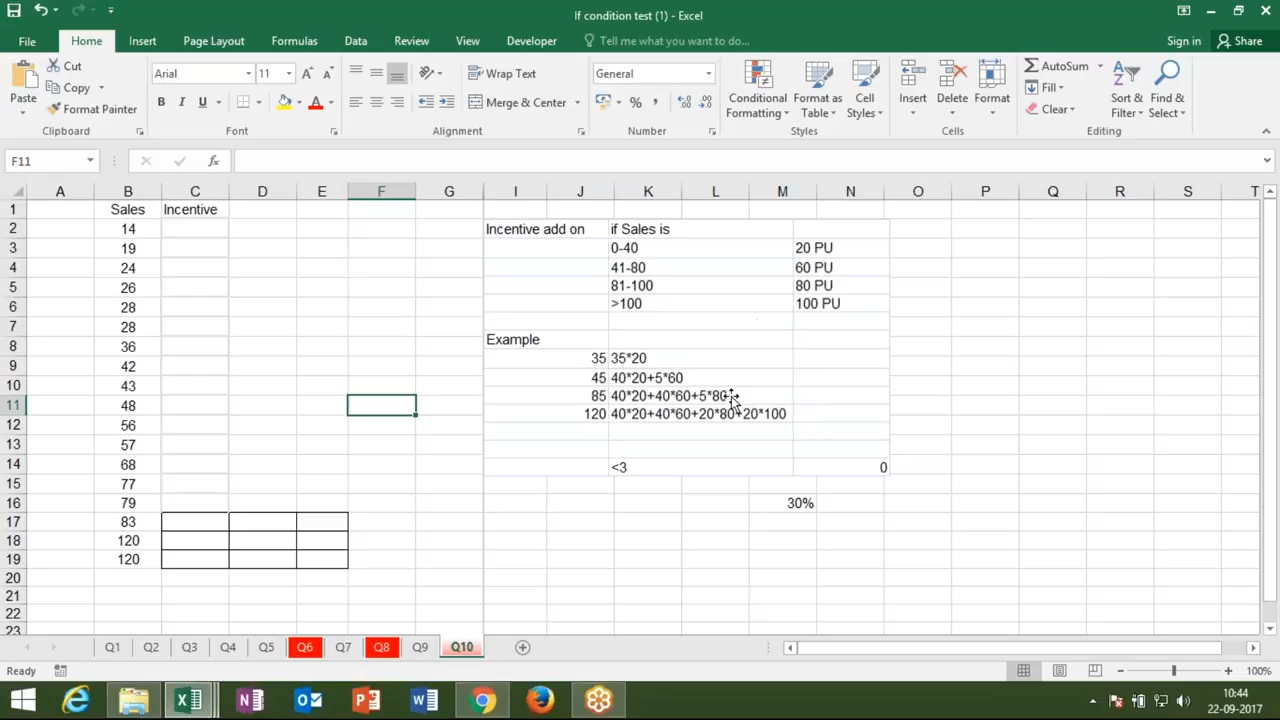 If condition test (1) - Excel
File Home Insert Page Layout Formulas Data Review View Developer Tell me what you want to do... Sign in Share
Paste Cut Copy Format Painter Clipboard
Arial 11 B I U A Font
Wrap Text Merge & Center Alignment
General % Number
Conditional Formatting Format as Table Cell Styles Styles
Insert Delete Format Cells
AutoSum Fill Clear Sort & Filter Find & Select Editing
F11 fx
A B C D E F G I J K L M N O P Q R S T
1 Sales Incentive
2 14 Incentive add on if Sales is
3 19 0-40 20 PU
4 24 41-80 60 PU
5 26 81-100 80 PU
6 28 >100 100 PU
7 28
8 36 Example
9 42 35 35*20
10 43 45 40*20+5*60
11 48 85 40*20+40*60+5*80
12 56 120 40*20+40*60+20*80+20*100
13 57
14 68 <3 0
15 77
16 79 30%
17 83
18 120
19 120
20
21
22
23
Q1 Q2 Q3 Q4 Q5 Q6 Q7 Q8 Q9 Q10
Ready 100%
10:44
22-09-2017